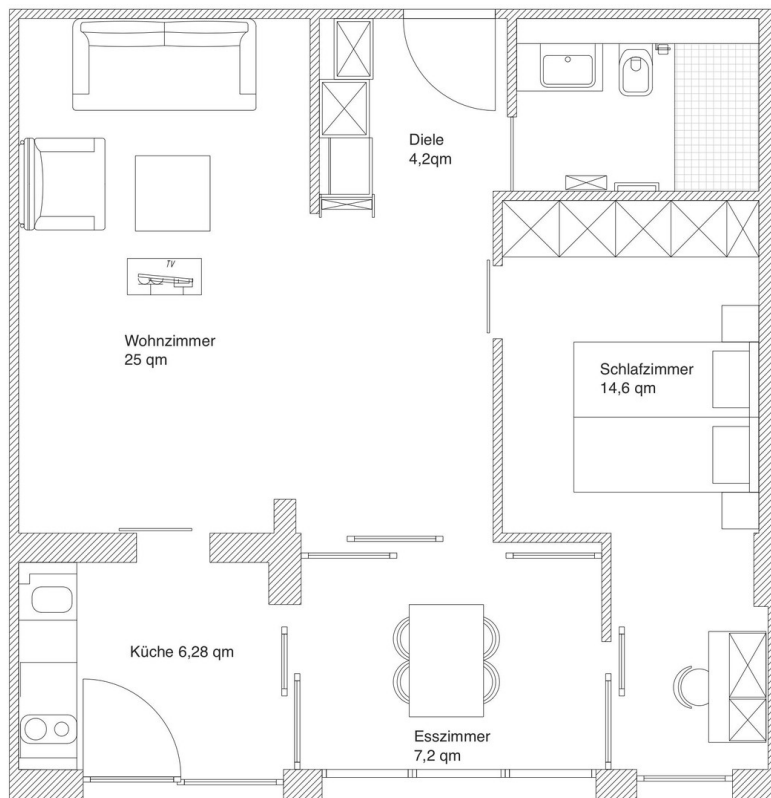 Diele
4,2qm
TV
Wohnzimmer
25 qm
Schlafzimmer
14,6 qm
Küche 6,28 qm
Esszimmer
7,2 qm